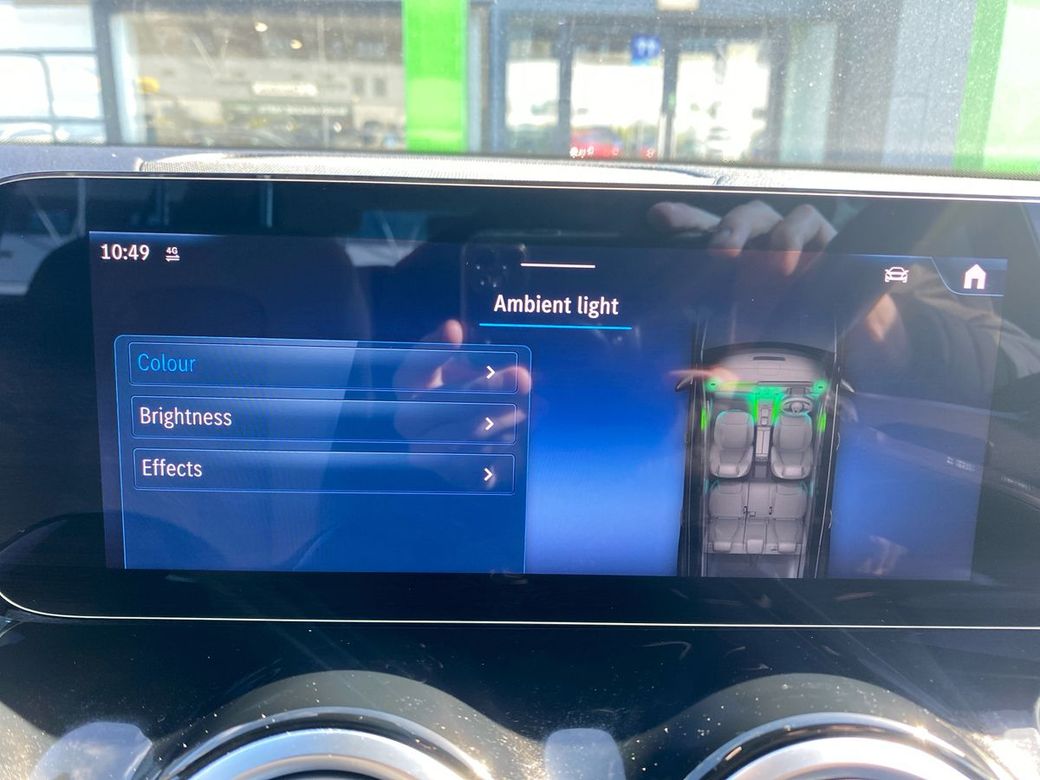 10:49 4G
Ambient light
Colour
Brightness
Effects